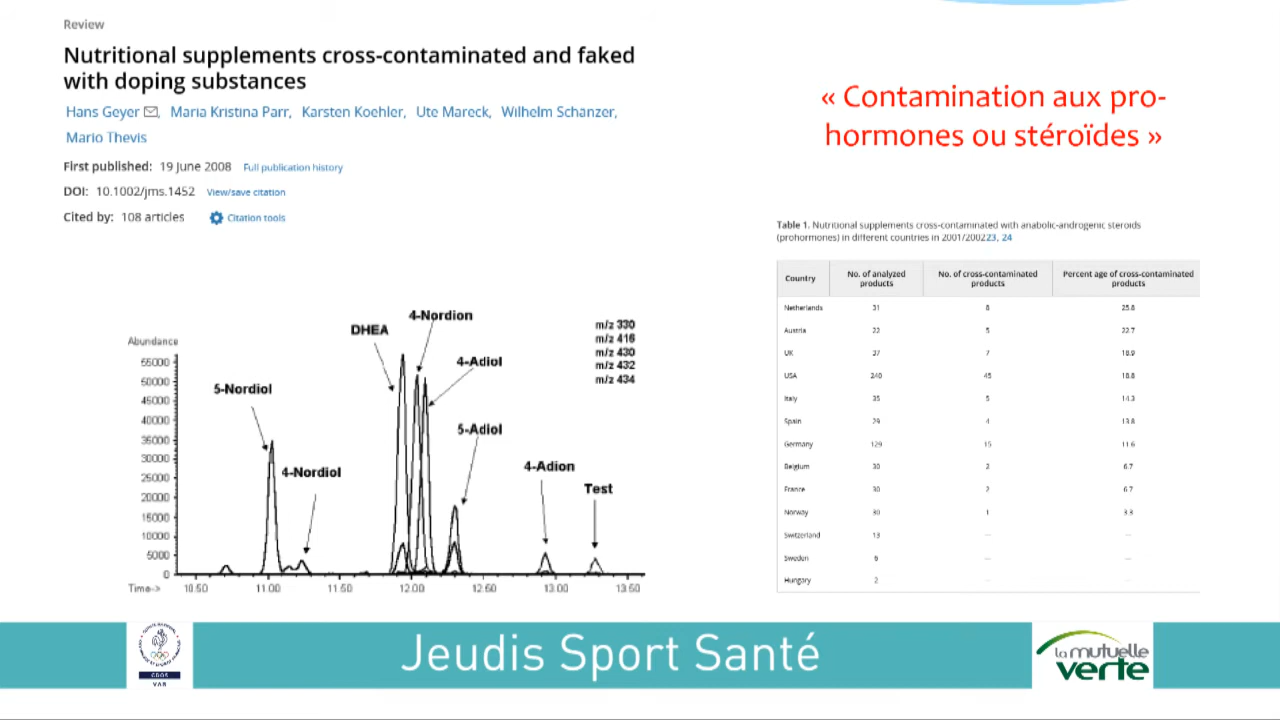 Review
Nutritional supplements cross-contaminated and faked
with doping substances
Hans Geyer, Maria Kristina Parr, Karsten Koehler, Ute Mareck, Wilhelm Schänzer,
Mario Thevis
First published: 19 June 2008 Full publication history
DOI: 10.1002/jms.1452 View/save citation
Cited by: 108 articles Citation tools
« Contamination aux pro-
hormones ou stéroïdes »
Table 1. Nutritional supplements cross-contaminated with anabolic-androgenic steroids
(prohormones) in different countries in 2001/200223, 24
Country No. of analyzed products No. of cross-contaminated products Percent age of cross-contaminated products
Netherlands 31 8 25.8
Austria 22 5 22.7
UK 37 7 18.9
USA 240 45 18.8
Italy 35 5 14.3
Spain 29 4 13.8
Germany 129 15 11.6
Belgium 30 2 6.7
France 30 2 6.7
Norway 30 1 3.3
Switzerland 13 — —
Sweden 6 — —
Hungary 2 — —
Abundance
55000
50000
45000
40000
35000
30000
25000
20000
15000
10000
5000
0
Time-> 10.50 11.00 11.50 12.00 12.50 13.00 13.50
5-Nordiol
4-Nordiol
DHEA
4-Nordion
4-Adiol
5-Adiol
4-Adion
Test
m/z 330
m/z 416
m/z 430
m/z 432
m/z 434
CDOS
VAR
Jeudis Sport Santé
la mutuelle
verte